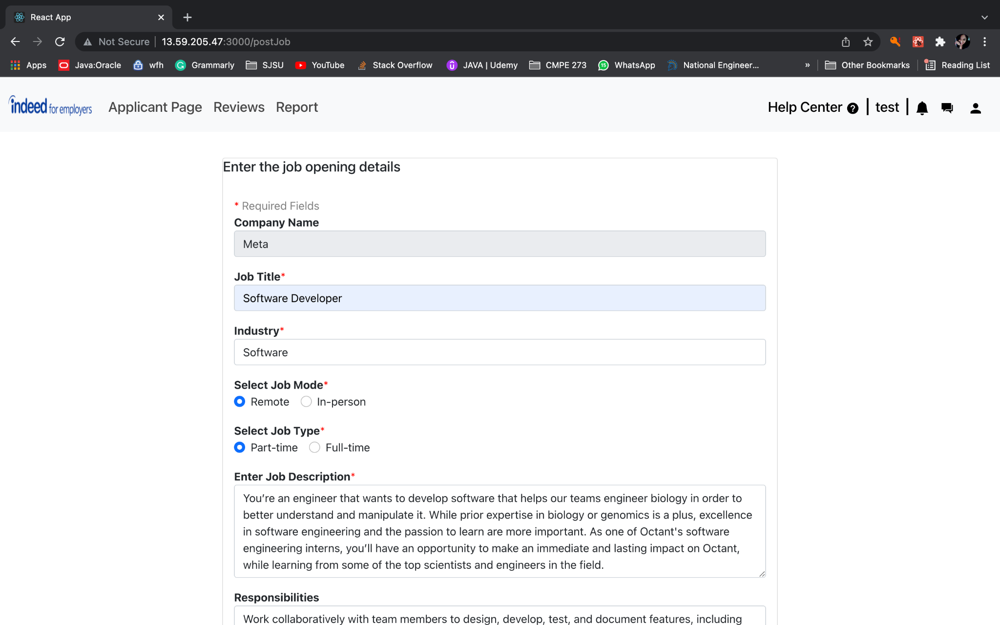 React App
Not Secure 13.59.205.47:3000/postJob
Apps Java:Oracle wfh Grammarly SJSU YouTube Stack Overflow JAVA | Udemy CMPE 273 15 WhatsApp National Engineer... » Other Bookmarks Reading List
indeed for employers Applicant Page Reviews Report Help Center ? | test |
Enter the job opening details
* Required Fields
Company Name
Meta
Job Title*
Software Developer
Industry*
Software
Select Job Mode*
Remote In-person
Select Job Type*
Part-time Full-time
Enter Job Description*
You’re an engineer that wants to develop software that helps our teams engineer biology in order to
better understand and manipulate it. While prior expertise in biology or genomics is a plus, excellence
in software engineering and the passion to learn are more important. As one of Octant's software
engineering interns, you’ll have an opportunity to make an immediate and lasting impact on Octant,
while learning from some of the top scientists and engineers in the field.
Responsibilities
Work collaboratively with team members to design, develop, test, and document features, including